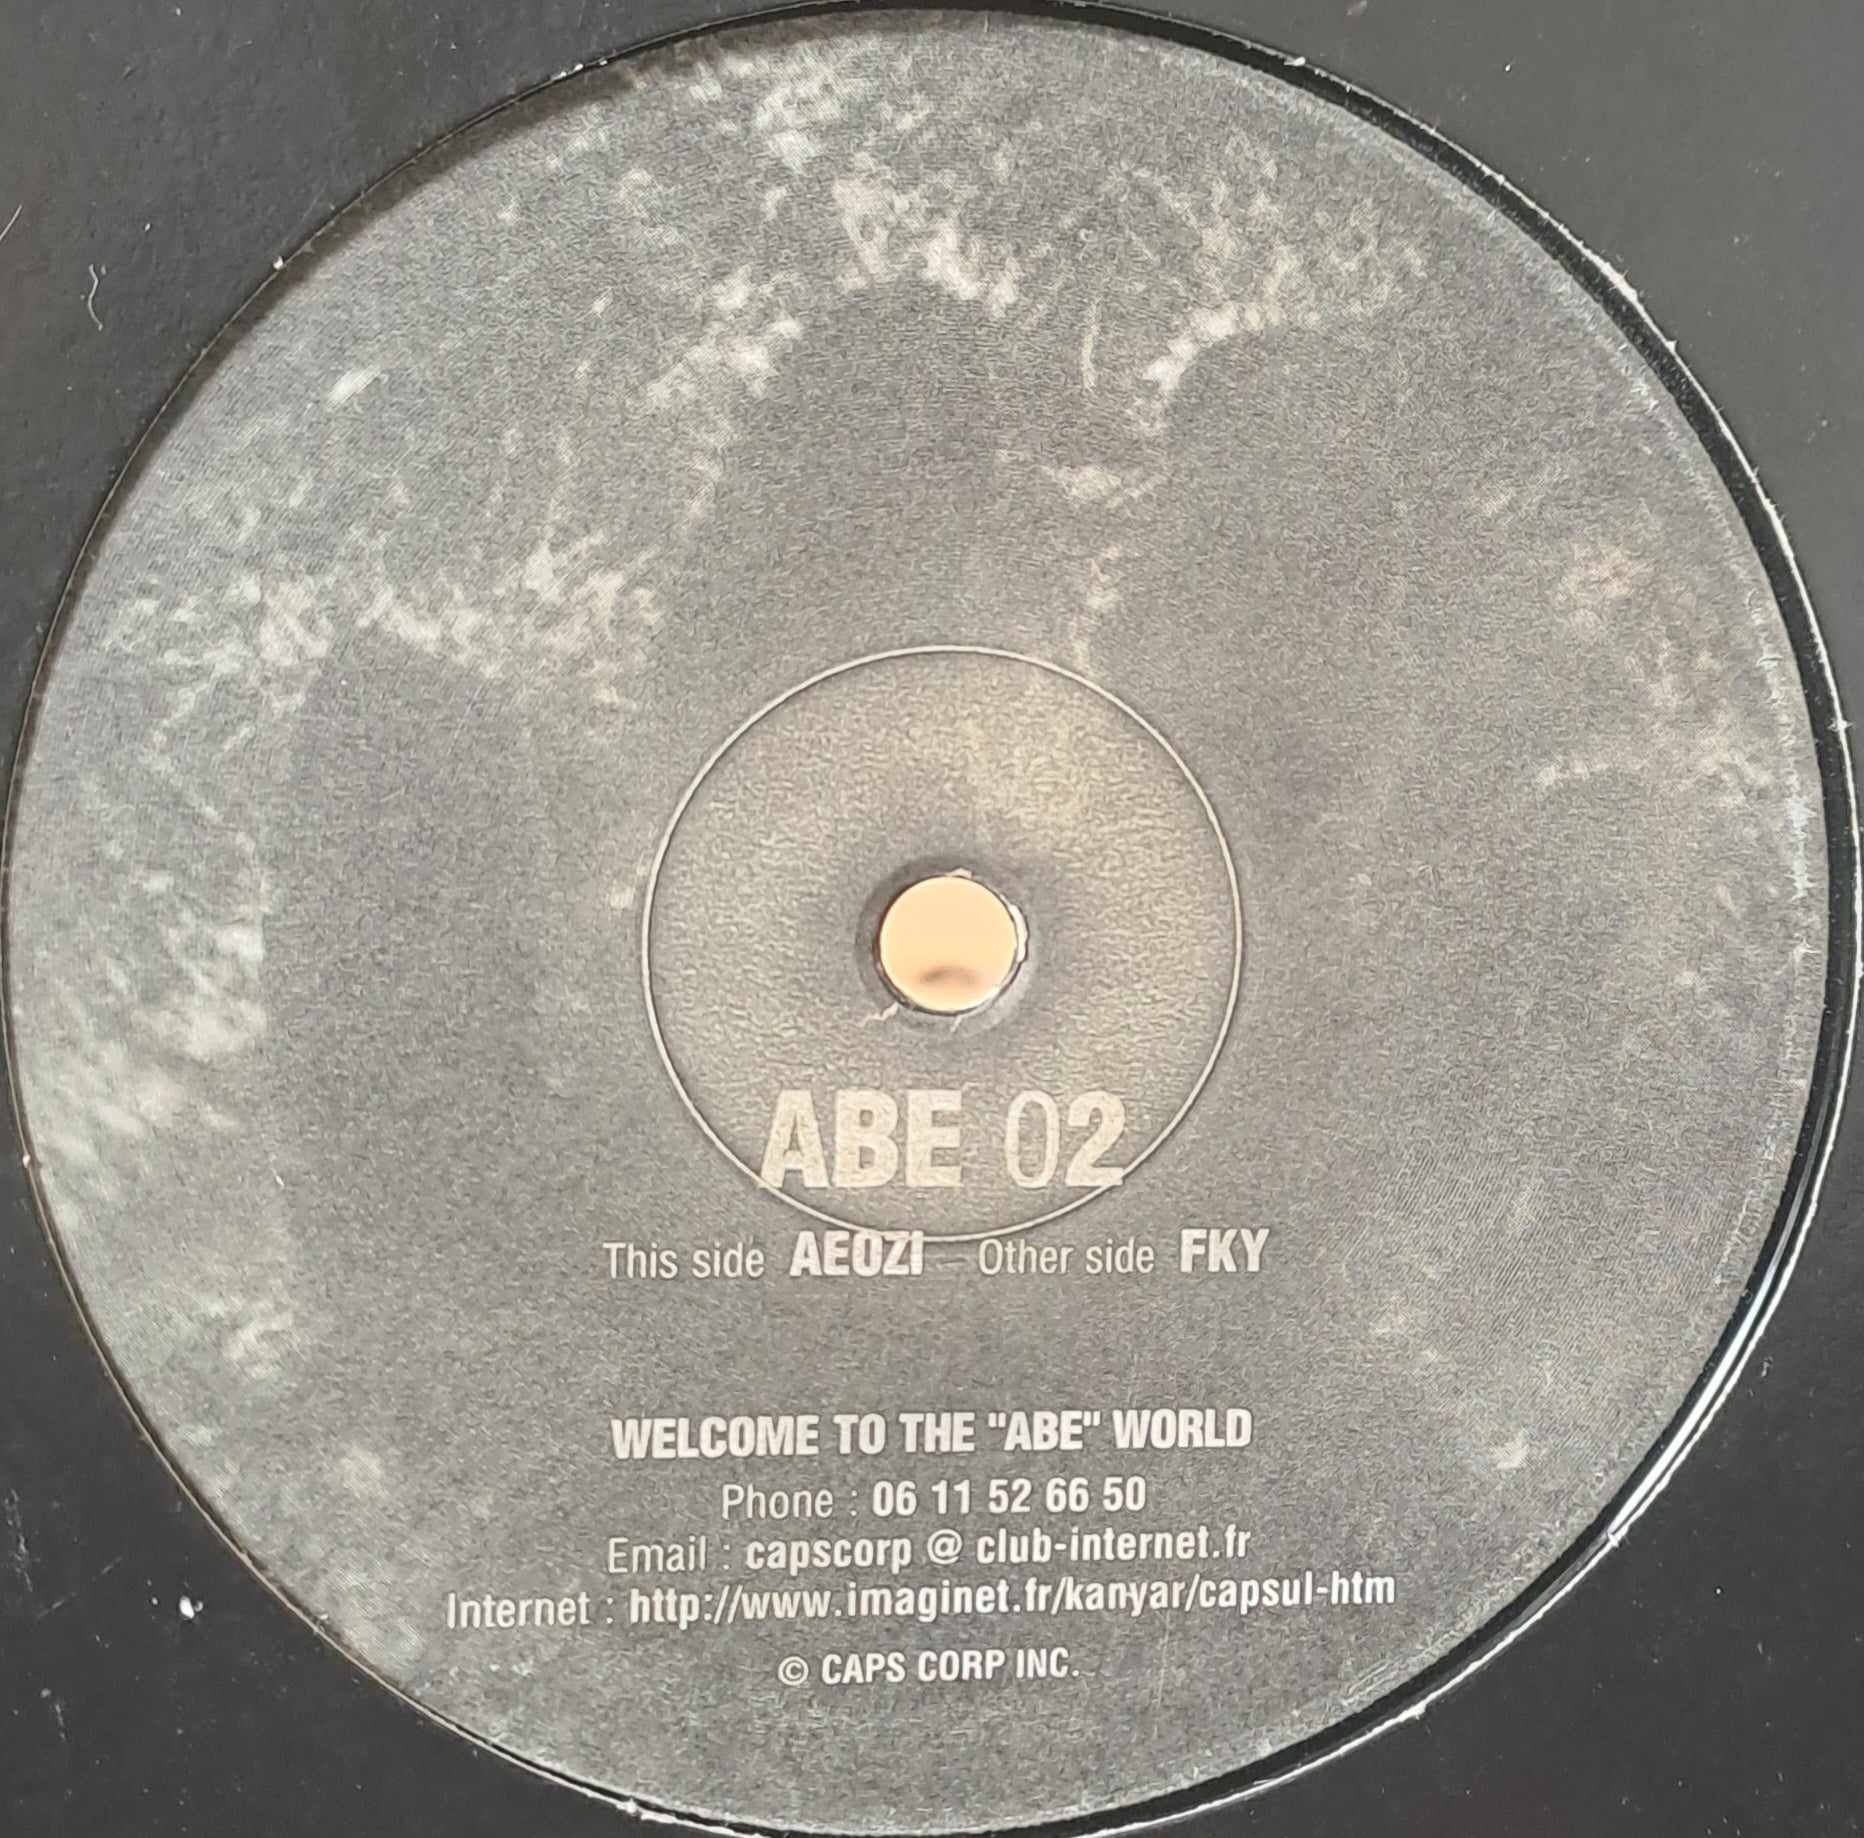 ABE 02
This side AEOZI – Other side FKY
WELCOME TO THE "ABE" WORLD
Phone : 06 11 52 66 50
Email : capscorp @ club-internet.fr
Internet : http://www.imaginet.fr/kanyar/capsul-htm
© CAPS CORP INC.